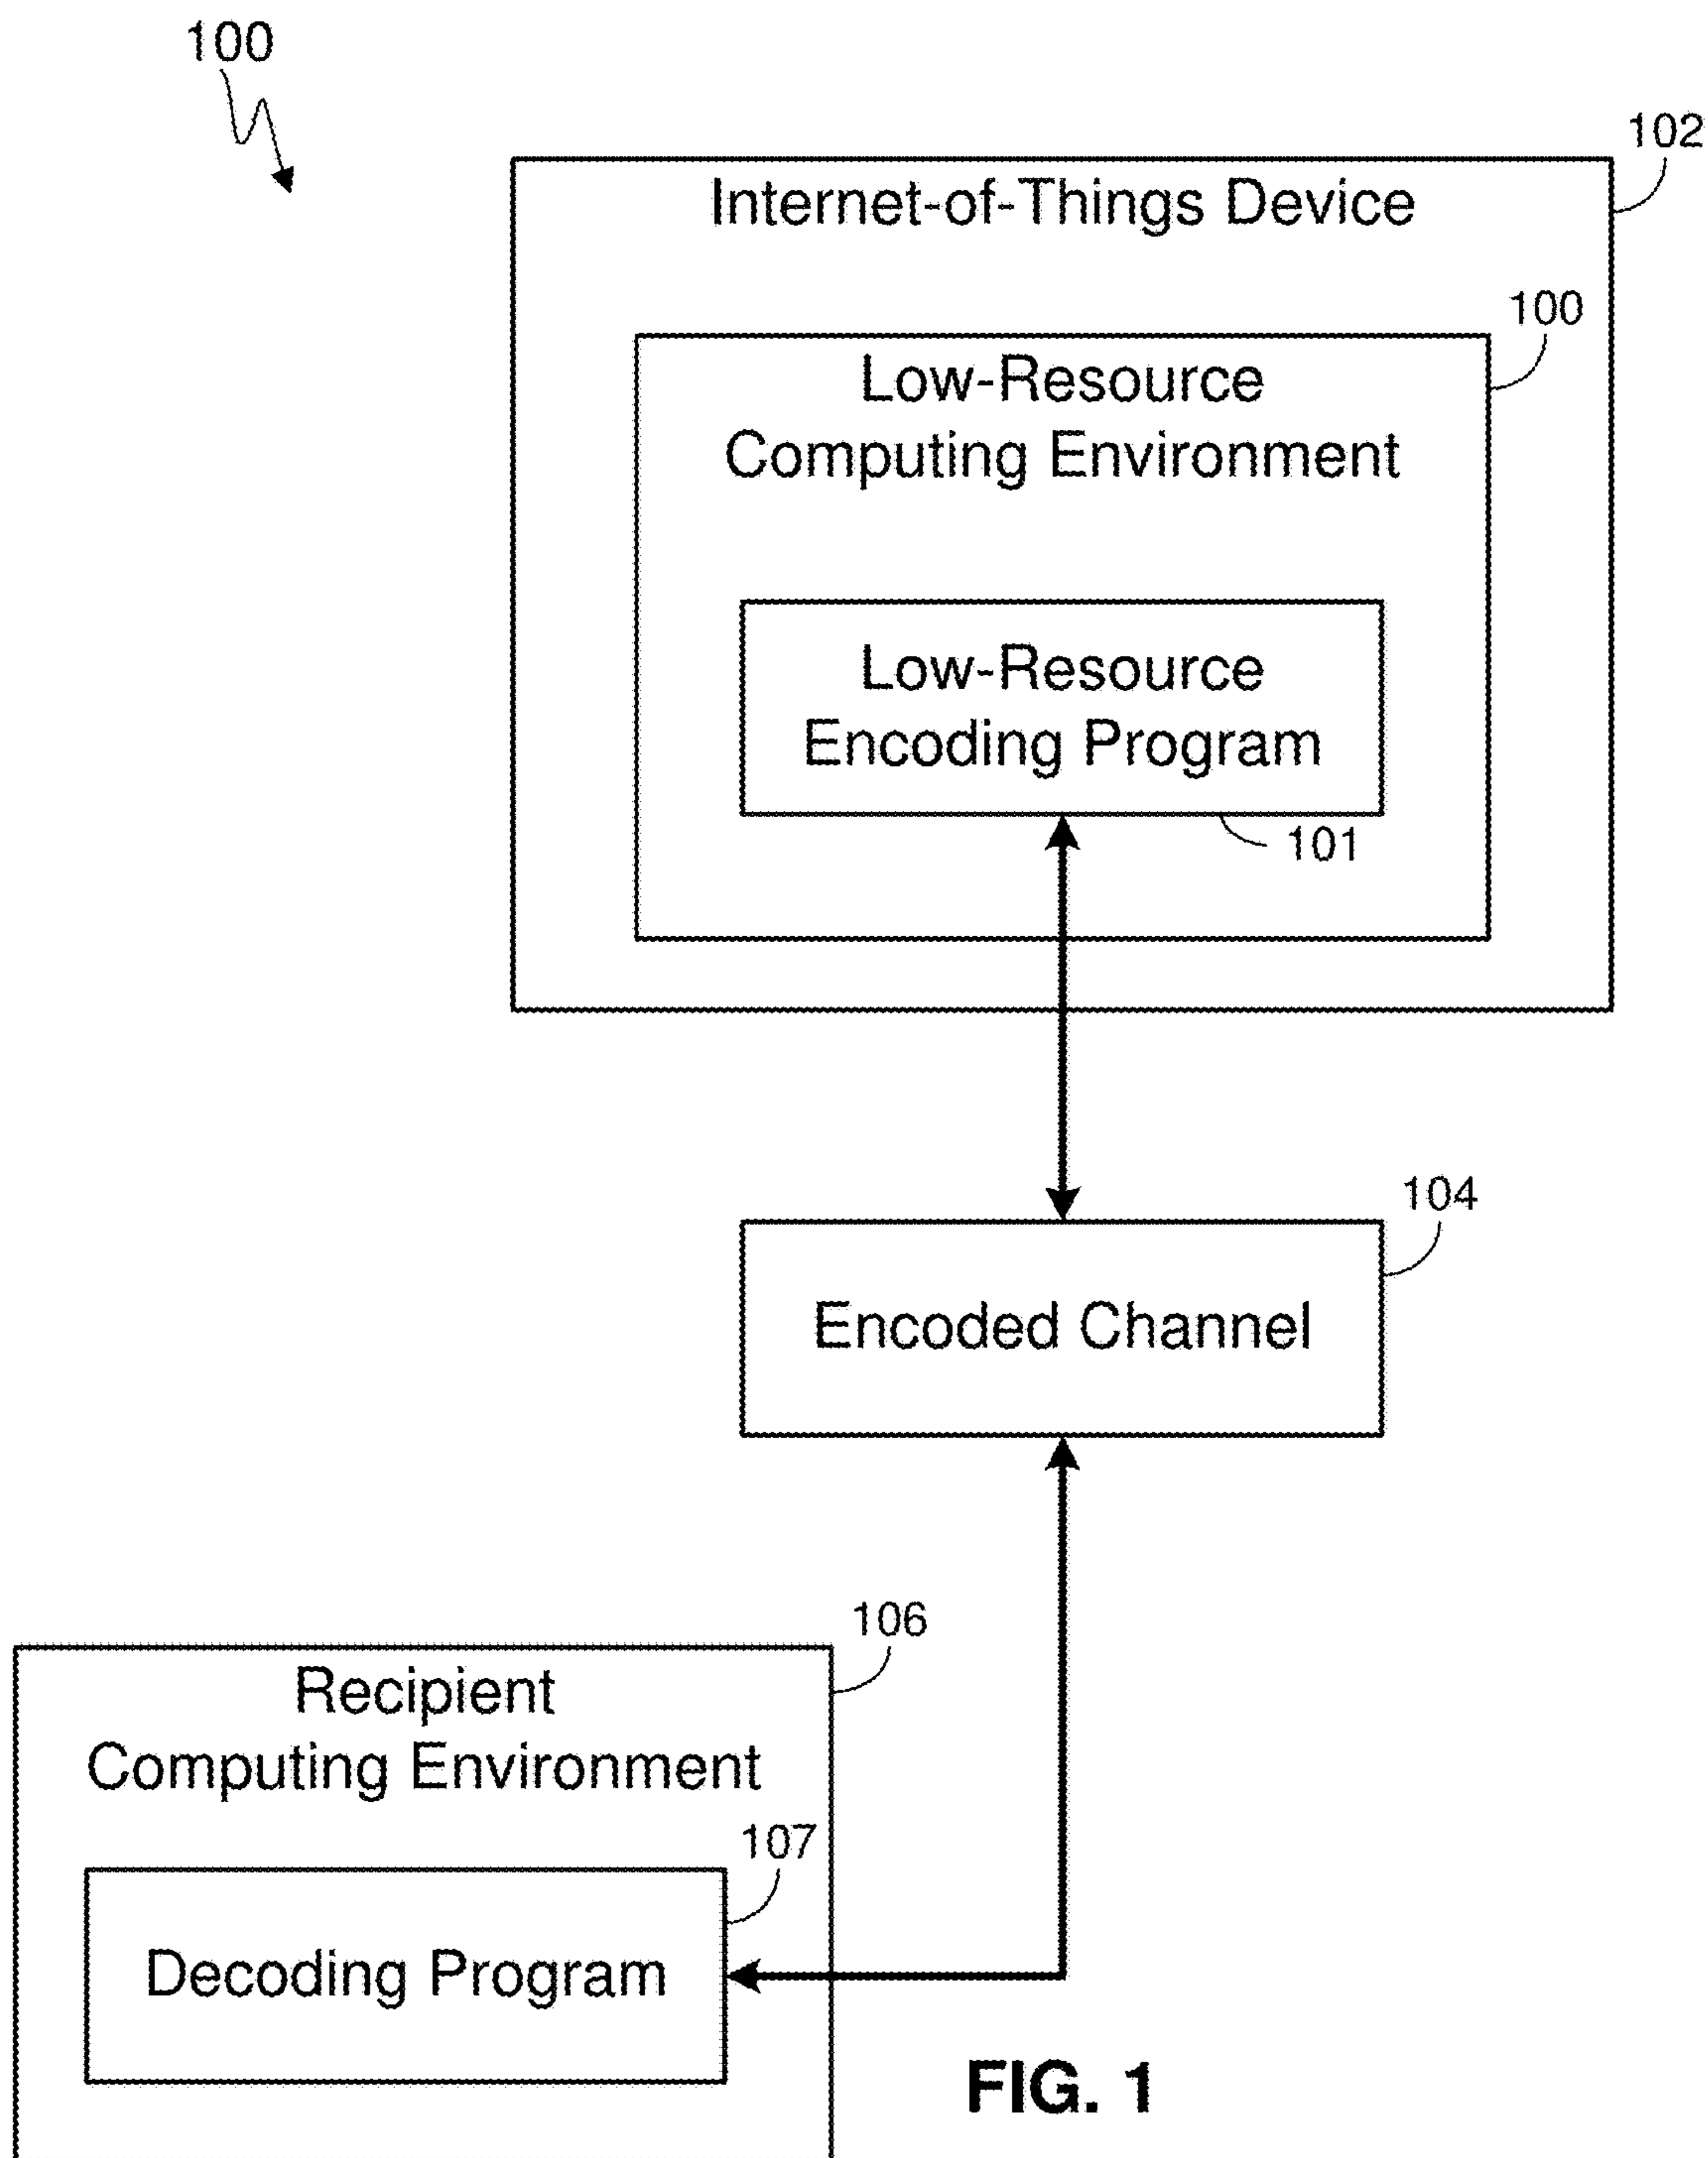 100
102
Internet-of-Things Device
100
Low-Resource
Computing Environment
Low-Resource
Encoding Program
101
104
Encoded Channel
106
Recipient
Computing Environment
107
Decoding Program
FIG. 1